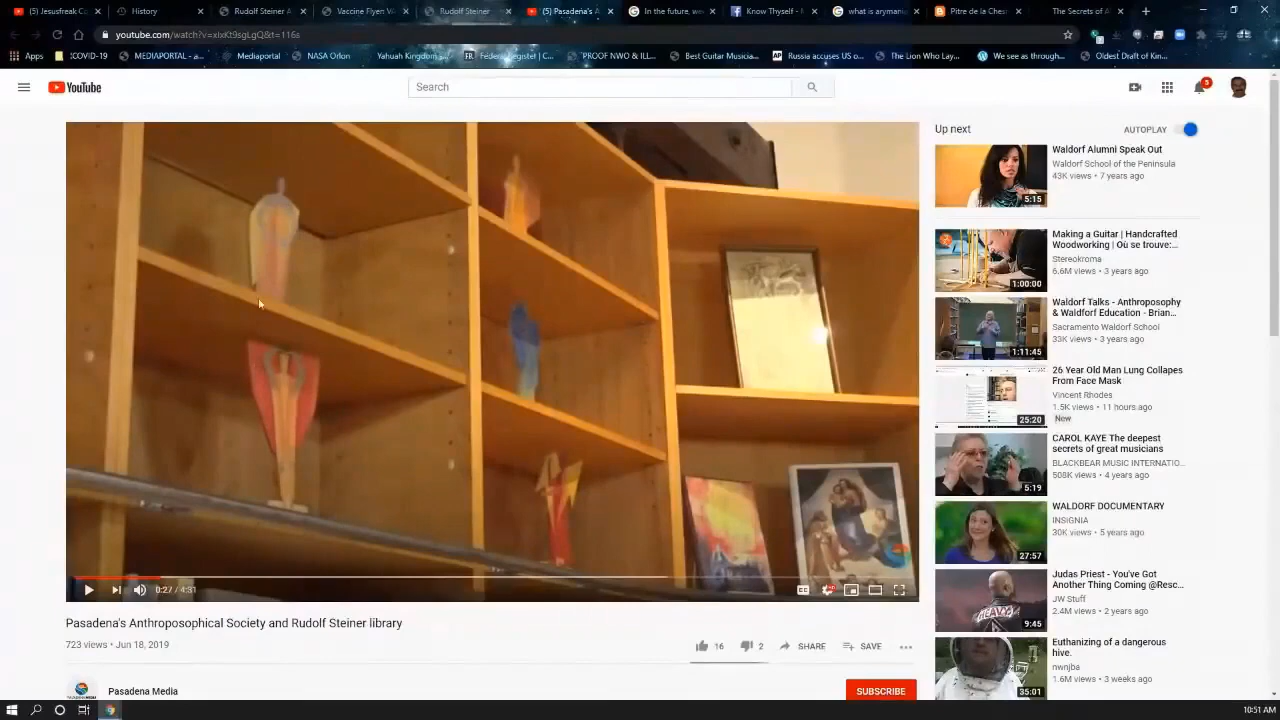 (5) Jesusfreak Co
History
Rudolf Steiner A
Vaccine Flyen V
Rudolf Steiner
(5) Pasadena's A
In the future, we
Know Thyself - M
what is arymani
Pitre de la Ches
The Secrets of A
youtube.com/watch?v=
&t=116s
Apps
!COVID-19
MEDIAPORTAL - a...
Mediaportal
NASA Orion
Yahuah Kingdom...
Federal Register | C...
"PROOF NWO & ILL...
Best Guitar Musicia...
Russia accuses US o...
The Lion Who Lay...
We see as through...
Oldest Draft of Kin...
YouTube
Search
5
Up next
AUTOPLAY
Waldorf Alumni Speak Out
Waldorf School of the Peninsula
43K views • 7 years ago
5:15
Making a Guitar | Handcrafted
Woodworking | Où se trouve:...
Stereokroma
6.6M views • 3 years ago
1:00:00
Waldorf Talks - Anthroposophy
& Waldforf Education - Brian...
Sacramento Waldorf School
33K views • 3 years ago
1:11:45
26 Year Old Man Lung Collapes
From Face Mask
Vincent Rhodes
1.5K views • 11 hours ago
New
25:20
CAROL KAYE The deepest
secrets of great musicians
BLACKBEAR MUSIC INTERNATIO...
508K views • 4 years ago
5:19
WALDORF DOCUMENTARY
INSIGNIA
30K views • 5 years ago
27:57
Judas Priest - You've Got
Another Thing Coming @Resc...
JW Stuff
2.4M views • 2 years ago
9:45
Euthanizing of a dangerous
hive.
nwnjba
1.6M views • 3 weeks ago
35:01
0:27 / 4:31
Pasadena's Anthroposophical Society and Rudolf Steiner library
723 views • Jun 18, 2019
16
2
SHARE
SAVE
Pasadena Media
SUBSCRIBE
10:51 AM